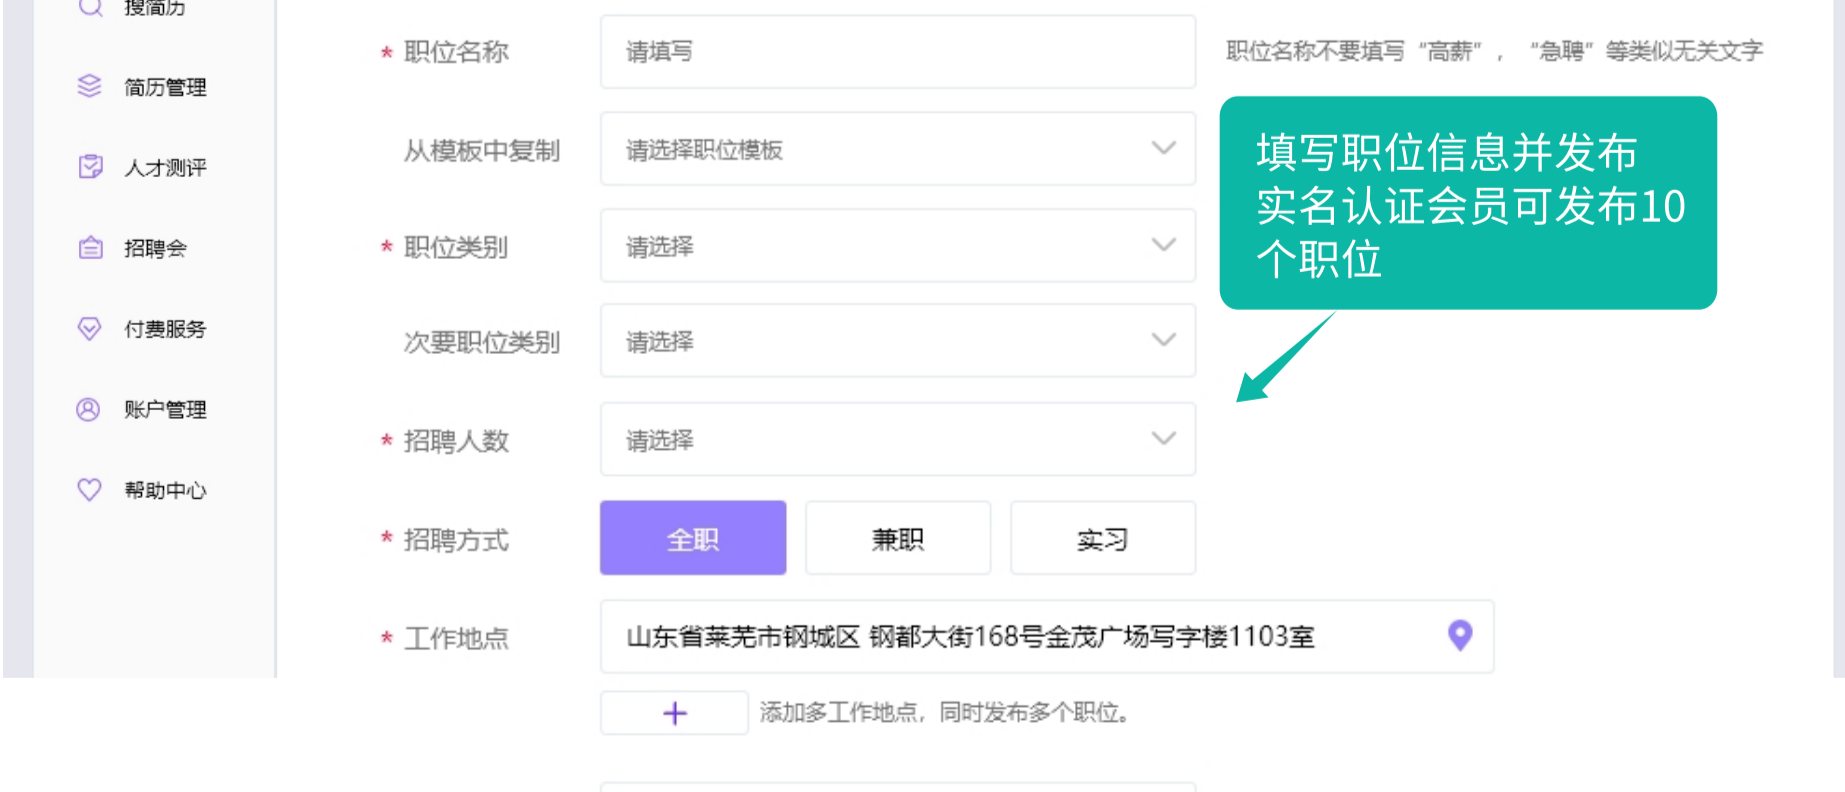 搜简历
简历管理
人才测评
招聘会
付费服务
账户管理
帮助中心
* 职位名称 请填写 职位名称不要填写“高薪”，“急聘”等类似无关文字
从模板中复制 请选择职位模板
* 职位类别 请选择
次要职位类别 请选择
* 招聘人数 请选择
* 招聘方式 全职 兼职 实习
* 工作地点 山东省莱芜市钢城区 钢都大街168号金茂广场写字楼1103室
+ 添加多工作地点，同时发布多个职位。
填写职位信息并发布
实名认证会员可发布10
个职位